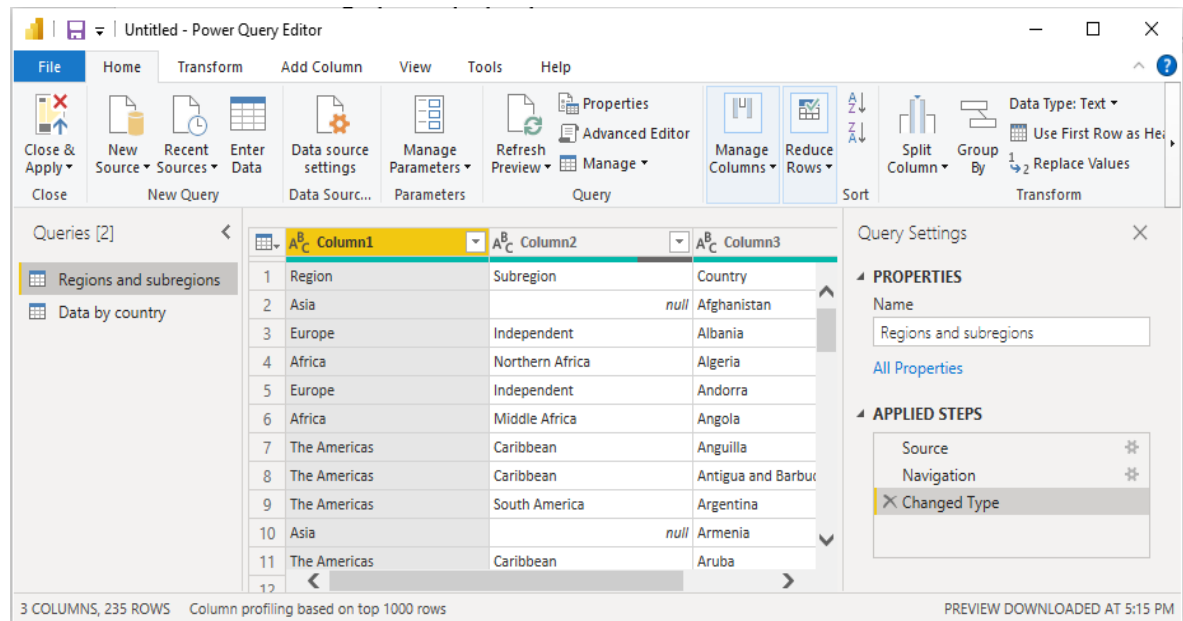 Untitled - Power Query Editor
File Home Transform Add Column View Tools Help
Close & Apply
New Source
Recent Sources
Enter Data
Data source settings
Manage Parameters
Refresh Preview
Properties
Advanced Editor
Manage
Manage Columns
Reduce Rows
Split Column
Group By
Data Type: Text
Use First Row as Hea
Replace Values
Close New Query Data Sourc... Parameters Query Sort Transform
Queries [2]
Regions and subregions
Data by country
Column1 Column2 Column3
1 Region Subregion Country
2 Asia null Afghanistan
3 Europe Independent Albania
4 Africa Northern Africa Algeria
5 Europe Independent Andorra
6 Africa Middle Africa Angola
7 The Americas Caribbean Anguilla
8 The Americas Caribbean Antigua and Barbu
9 The Americas South America Argentina
10 Asia null Armenia
11 The Americas Caribbean Aruba
12
Query Settings
PROPERTIES
Name
Regions and subregions
All Properties
APPLIED STEPS
Source
Navigation
Changed Type
3 COLUMNS, 235 ROWS Column profiling based on top 1000 rows PREVIEW DOWNLOADED AT 5:15 PM